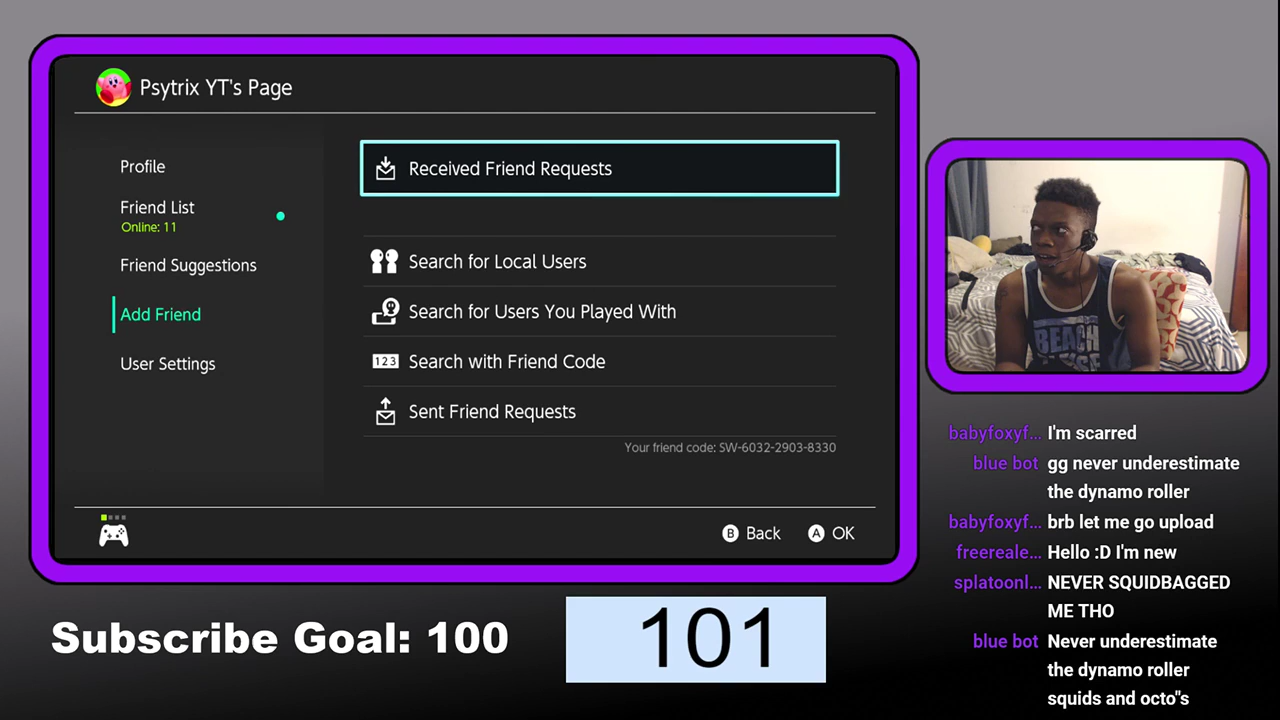 Psytrix YT's Page
Profile
Friend List
Online: 11
Friend Suggestions
Add Friend
User Settings
Received Friend Requests
Search for Local Users
Search for Users You Played With
123 Search with Friend Code
Sent Friend Requests
Your friend code: SW-6032-2903-8330
B Back A OK
Subscribe Goal: 100
101
BEACH
babyfoxyf... I'm scarred
blue bot gg never underestimate
the dynamo roller
babyfoxyf... brb let me go upload
freereale... Hello :D I'm new
splatoonl... NEVER SQUIDBAGGED
ME THO
blue bot Never underestimate
the dynamo roller
squids and octo"s